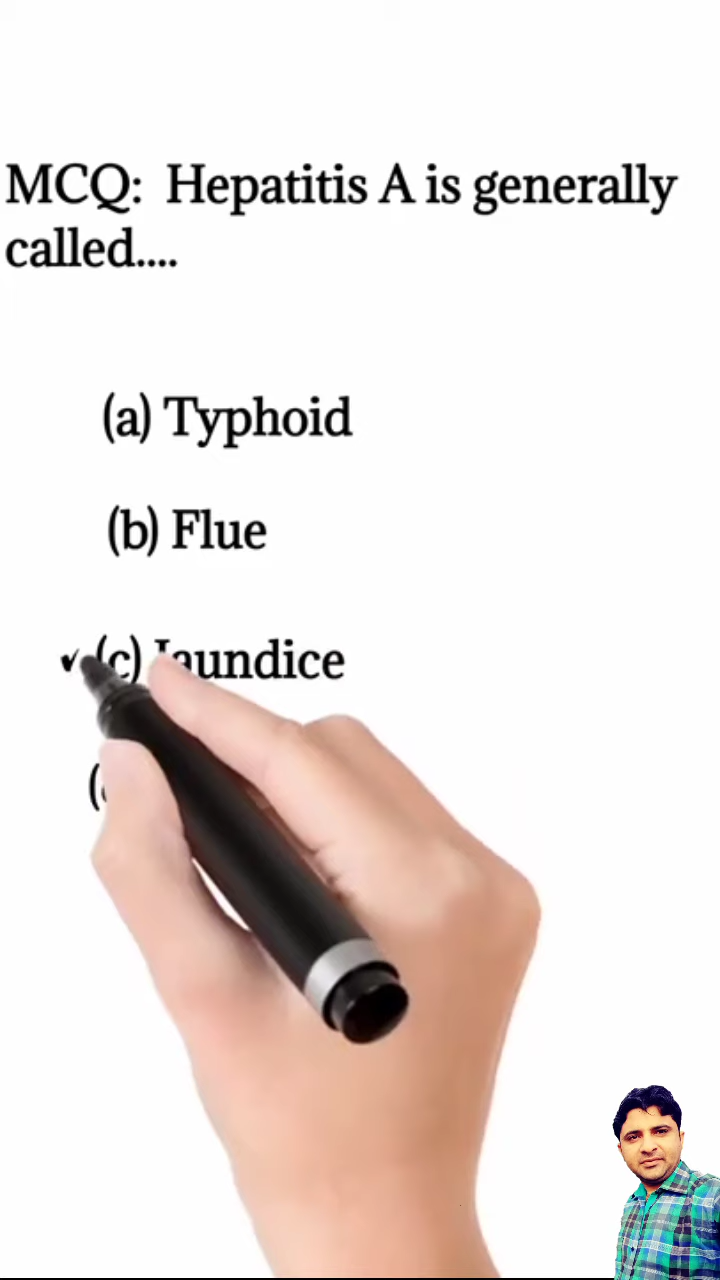 MCQ: Hepatitis A is generally
called....
(a) Typhoid
(b) Flue
(c) Jaundice